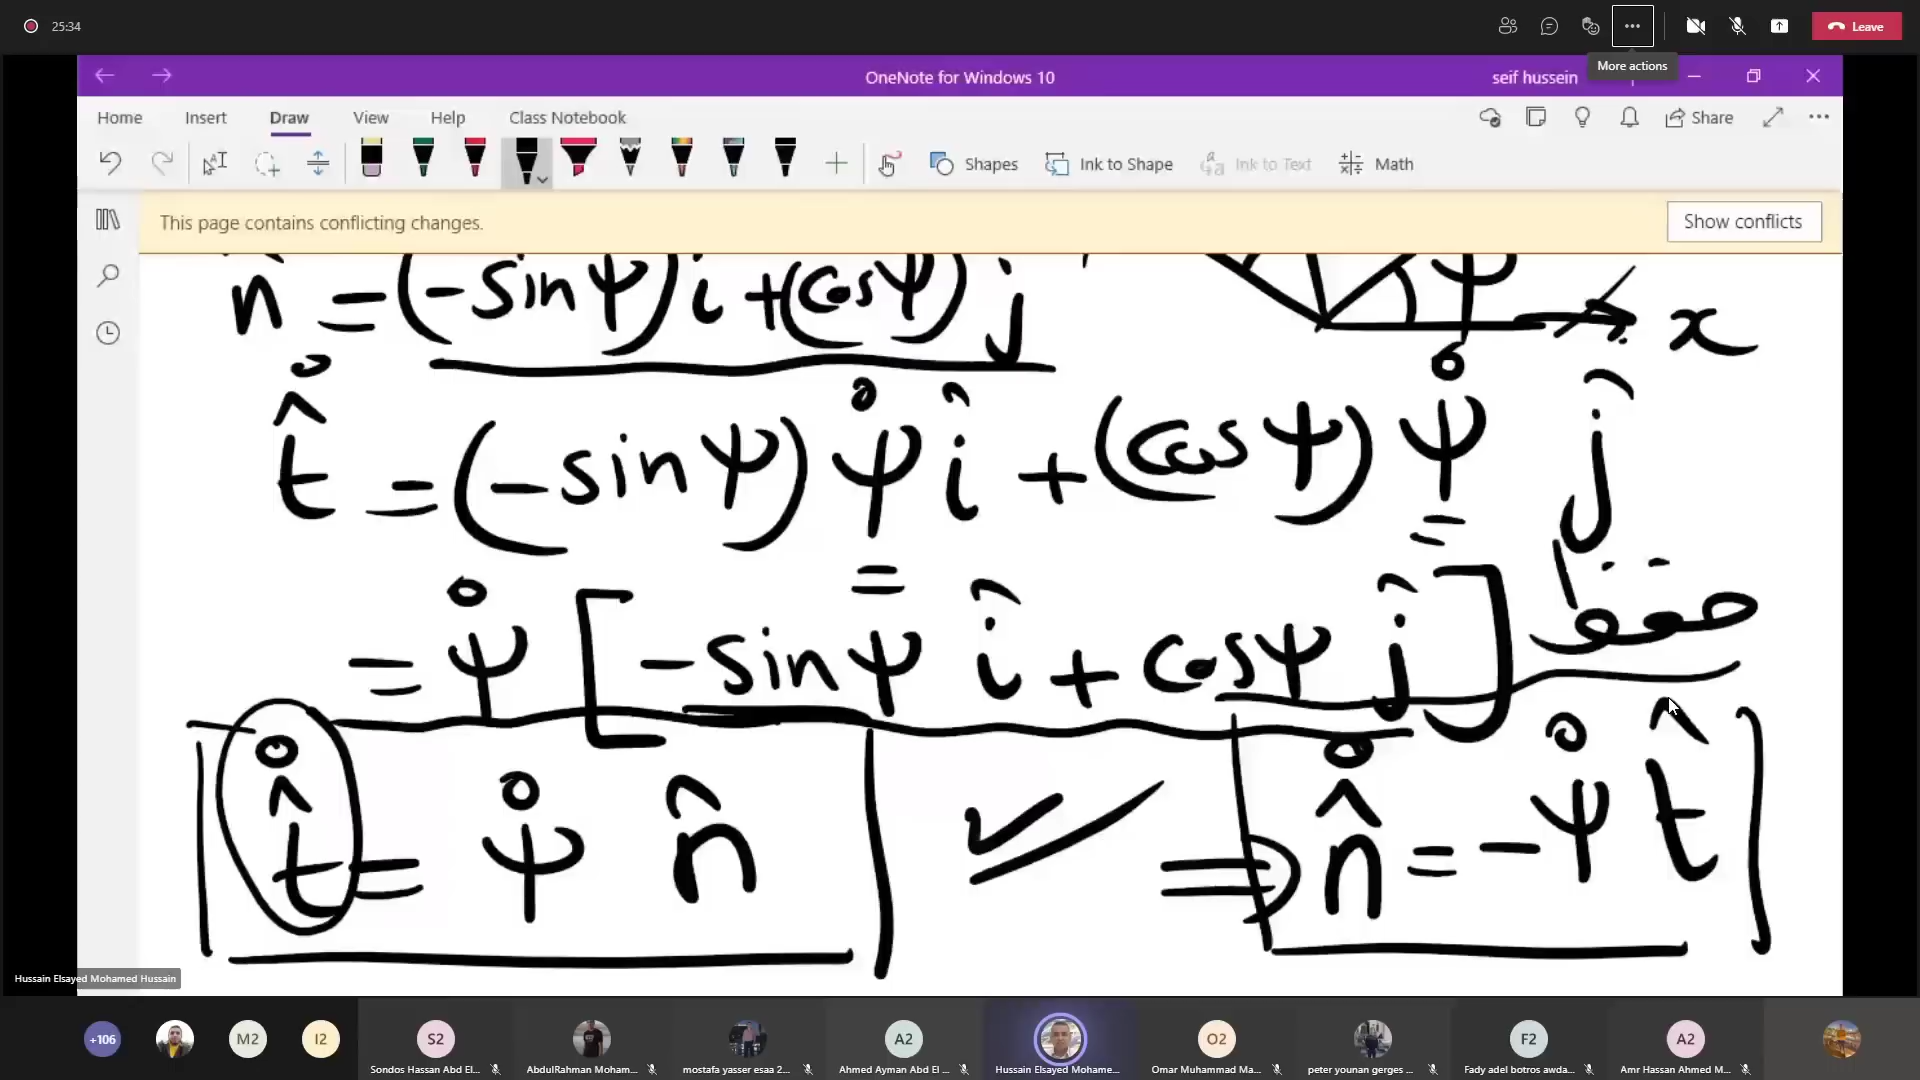 25:34
More actions
Leave
OneNote for Windows 10
seif hussein
Home Insert Draw View Help Class Notebook
Share
Shapes Ink to Shape Ink to Text Math
This page contains conflicting changes.
Show conflicts
n̂ = (-sinψ)i + (cosψ)j
x
ψ
t̂° = (-sinψ) ψ° î + (cosψ) ψ° ĵ
= ψ° [-sinψ î + cosψ ĵ]
t̂° = ψ° n̂ ✓ ⇒ n̂° = -ψ° t̂
Hussain Elsayed Mohamed Hussain
+106
M2
I2
S2
A2
O2
F2
A2
Sondos Hassan Abd El...
AbdulRahman Moham...
mostafa yasser esaa 2...
Ahmed Ayman Abd El ...
Hussain Elsayed Mohame...
Omar Muhammad Ma...
peter younan gerges ...
Fady adel botros awda...
Amr Hassan Ahmed M...